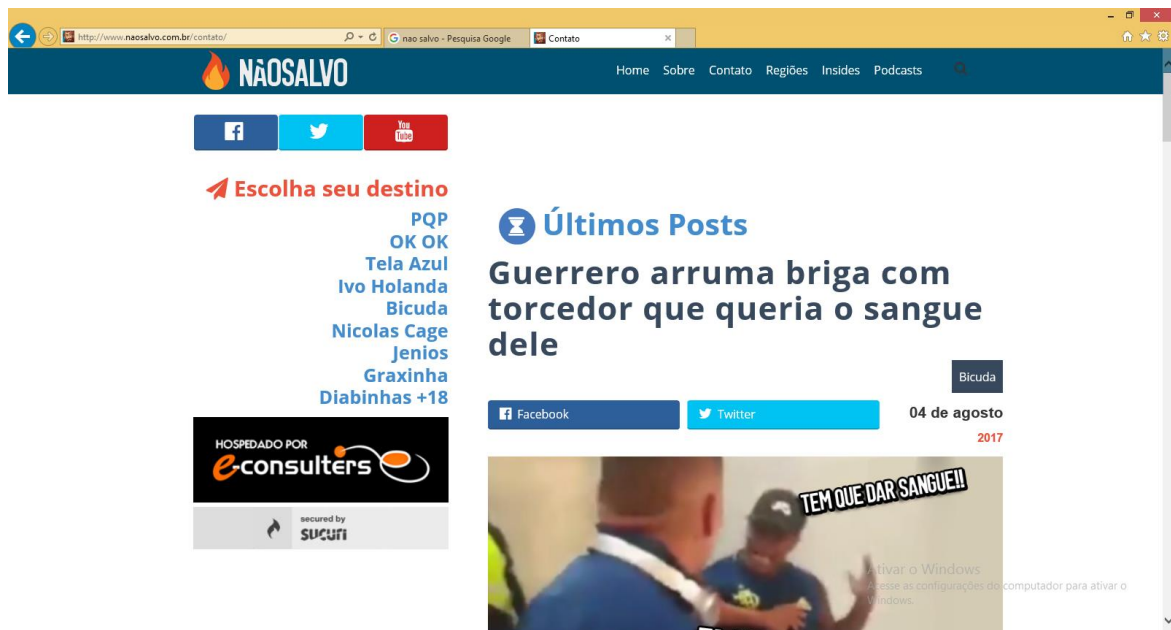 http://www.naosalvo.com.br/contato/
nao salvo - Pesquisa Google
Contato
NÃOSALVO
Home Sobre Contato Regiões Insides Podcasts
You
Tube
Escolha seu destino
PQP
OK OK
Tela Azul
Ivo Holanda
Bicuda
Nicolas Cage
Jenios
Graxinha
Diabinhas +18
HOSPEDADO POR
e-consulters
secured by
sucuri
Últimos Posts
Guerrero arruma briga com
torcedor que queria o sangue
dele
Bicuda
Facebook
Twitter
04 de agosto
2017
TEM QUE DAR SANGUE!!
Ativar o Windows
Acesse as configurações do computador para ativar o
Windows.